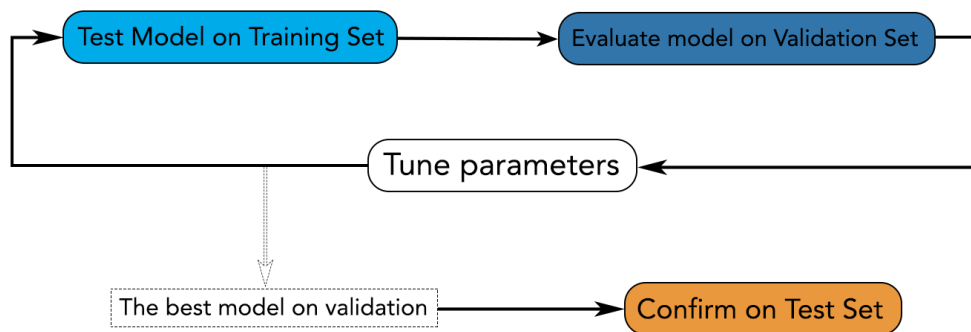 Test Model on Training Set
Evaluate model on Validation Set
Tune parameters
The best model on validation
Confirm on Test Set